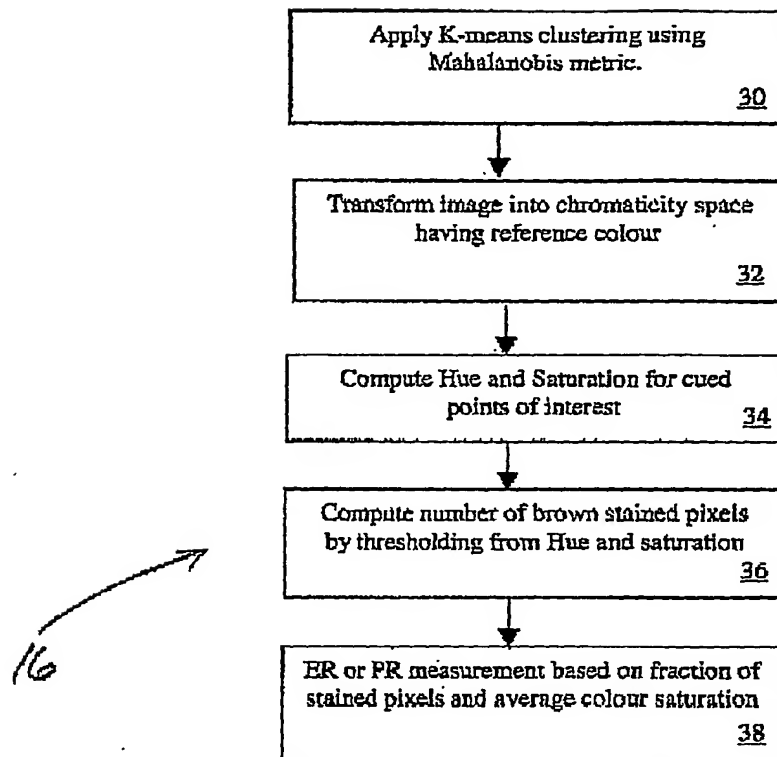 Apply K-means clustering using
Mahalanobis metric.
30
Transform image into chromaticity space
having reference colour
32
Compute Hue and Saturation for cued
points of interest
34
Compute number of brown stained pixels
by thresholding from Hue and saturation
36
16
ER or PR measurement based on fraction of
stained pixels and average colour saturation
38